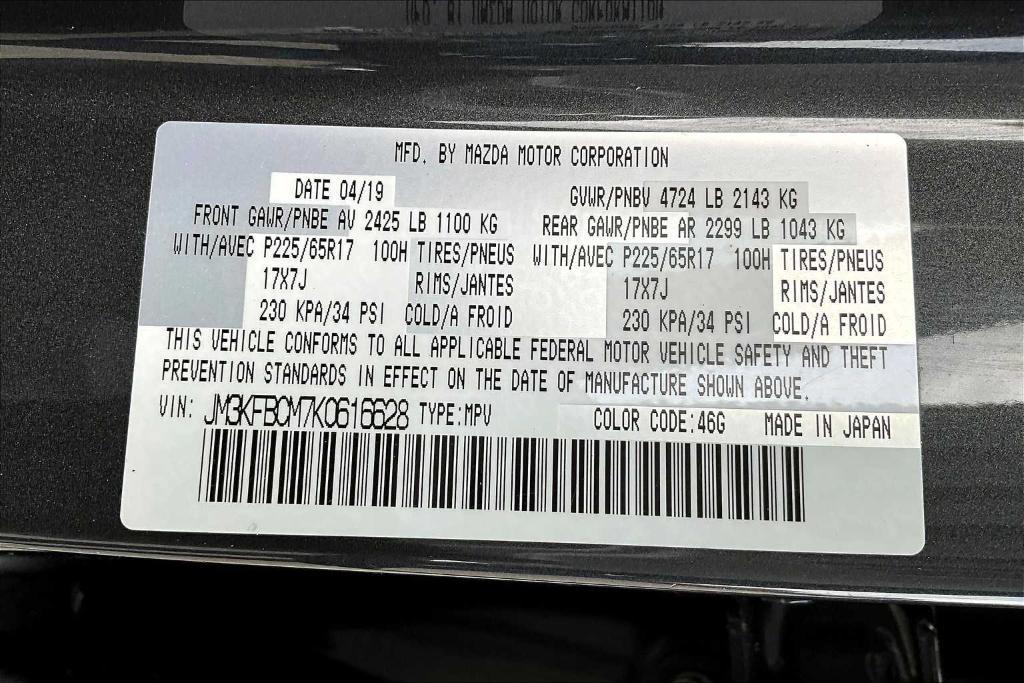 MFD. BY MAZDA MOTOR CORPORATION
DATE 04/19 GVWR/PNBV 4724 LB 2143 KG
FRONT GAWR/PNBE AV 2425 LB 1100 KG REAR GAWR/PNBE AR 2299 LB 1043 KG
WITH/AVEC P225/65R17 100H TIRES/PNEUS WITH/AVEC P225/65R17 100H TIRES/PNEUS
17X7J RIMS/JANTES 17X7J RIMS/JANTES
230 KPA/34 PSI COLD/A FROID 230 KPA/34 PSI COLD/A FROID
THIS VEHICLE CONFORMS TO ALL APPLICABLE FEDERAL MOTOR VEHICLE SAFETY AND THEFT
PREVENTION STANDARDS IN EFFECT ON THE DATE OF MANUFACTURE SHOWN ABOVE.
VIN: JM3KFBCM7K0616628 TYPE:MPV COLOR CODE:46G MADE IN JAPAN